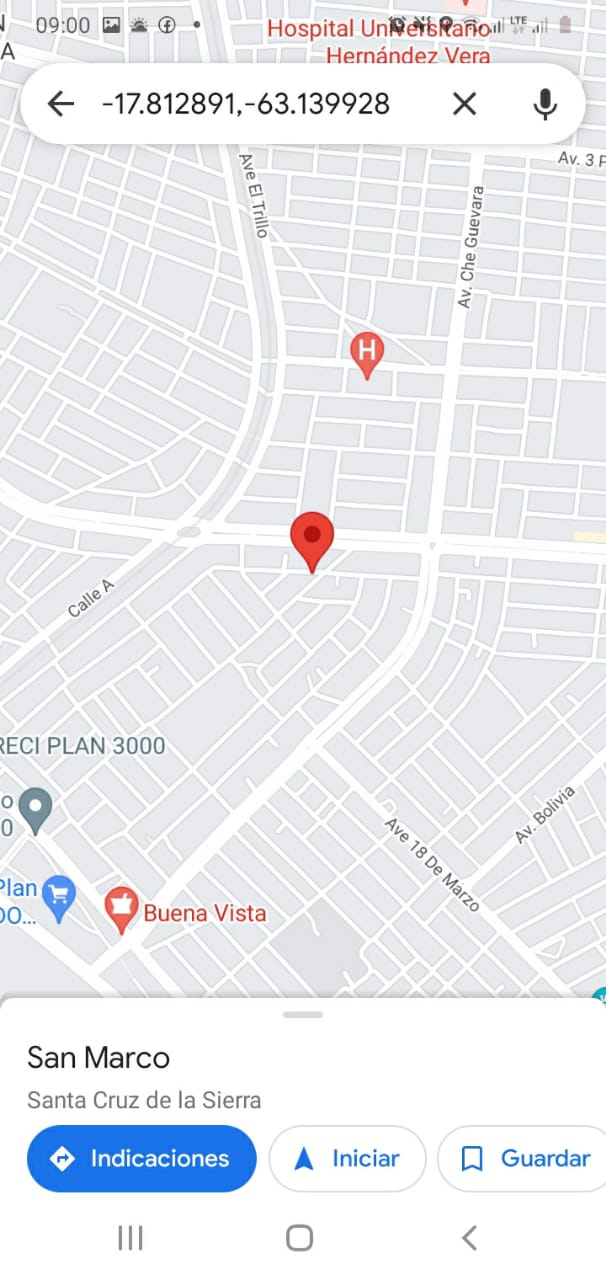 09:00
LTE
Hospital Universitario
Hernández Vera
A
-17.812891,-63.139928
Av. 3 P
Ave El Trillo
Av. Che Guevara
H
Calle A
RECI PLAN 3000
o
0
Av. Bolivia
Ave 18 De Marzo
Plan
DO...
Buena Vista
San Marco
Santa Cruz de la Sierra
Indicaciones
Iniciar
Guardar